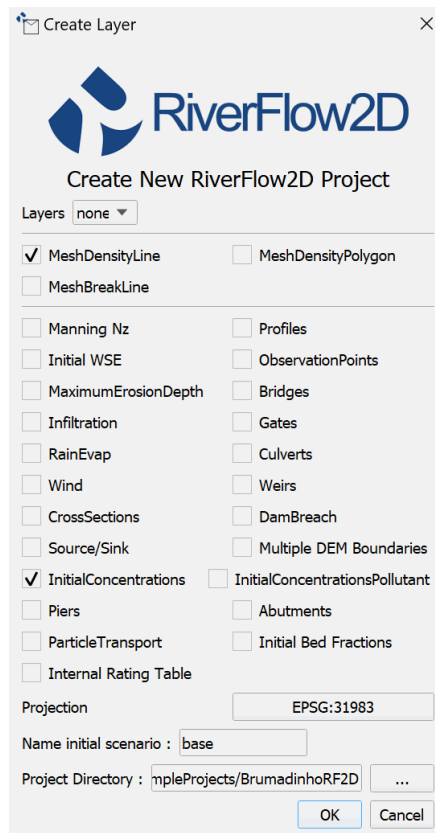 Create Layer
RiverFlow2D
Create New RiverFlow2D Project
Layers none
MeshDensityLine MeshDensityPolygon
MeshBreakLine
Manning Nz Profiles
Initial WSE ObservationPoints
MaximumErosionDepth Bridges
Infiltration Gates
RainEvap Culverts
Wind Weirs
CrossSections DamBreach
Source/Sink Multiple DEM Boundaries
InitialConcentrations InitialConcentrationsPollutant
Piers Abutments
ParticleTransport Initial Bed Fractions
Internal Rating Table
Projection EPSG:31983
Name initial scenario : base
Project Directory : mpleProjects/BrumadinhoRF2D ...
OK Cancel